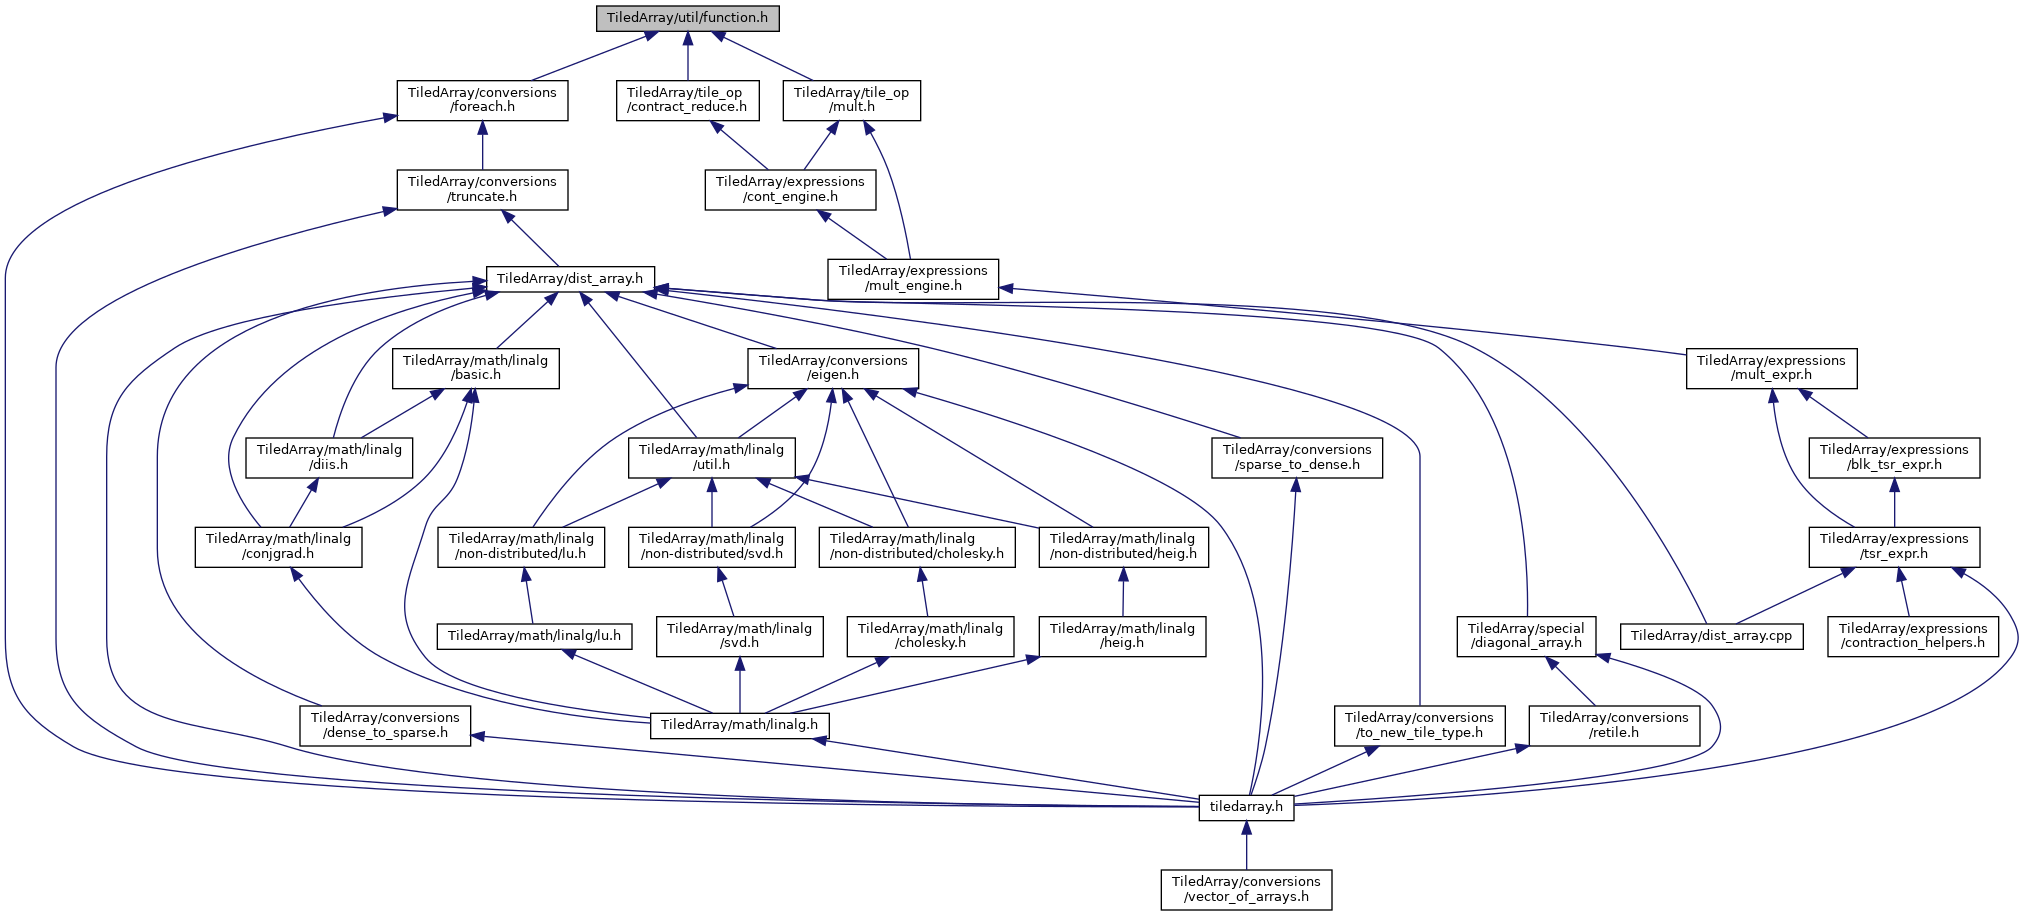 TiledArray/util/function.h
TiledArray/conversions
/foreach.h
TiledArray/tile_op
/contract_reduce.h
TiledArray/tile_op
/mult.h
TiledArray/conversions
/truncate.h
TiledArray/expressions
/cont_engine.h
TiledArray/dist_array.h
TiledArray/expressions
/mult_engine.h
TiledArray/math/linalg
/basic.h
TiledArray/conversions
/eigen.h
TiledArray/expressions
/mult_expr.h
TiledArray/math/linalg
/diis.h
TiledArray/math/linalg
/util.h
TiledArray/conversions
/sparse_to_dense.h
TiledArray/expressions
/blk_tsr_expr.h
TiledArray/math/linalg
/conjgrad.h
TiledArray/math/linalg
/non-distributed/lu.h
TiledArray/math/linalg
/non-distributed/svd.h
TiledArray/math/linalg
/non-distributed/cholesky.h
TiledArray/math/linalg
/non-distributed/heig.h
TiledArray/expressions
/tsr_expr.h
TiledArray/math/linalg/lu.h
TiledArray/math/linalg
/svd.h
TiledArray/math/linalg
/cholesky.h
TiledArray/math/linalg
/heig.h
TiledArray/special
/diagonal_array.h
TiledArray/dist_array.cpp
TiledArray/expressions
/contraction_helpers.h
TiledArray/conversions
/dense_to_sparse.h
TiledArray/math/linalg.h
TiledArray/conversions
/to_new_tile_type.h
TiledArray/conversions
/retile.h
tiledarray.h
TiledArray/conversions
/vector_of_arrays.h